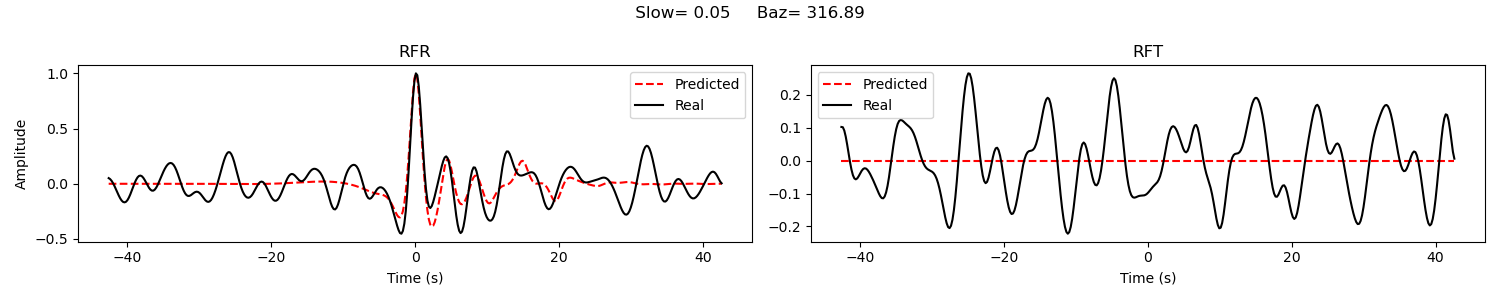 Slow= 0.05     Baz= 316.89
RFR
Amplitude
1.0
0.5
0.0
−0.5
−40
−20
0
20
40
Time (s)
Predicted
Real
RFT
0.2
0.1
0.0
−0.1
−0.2
−40
−20
0
20
40
Time (s)
Predicted
Real